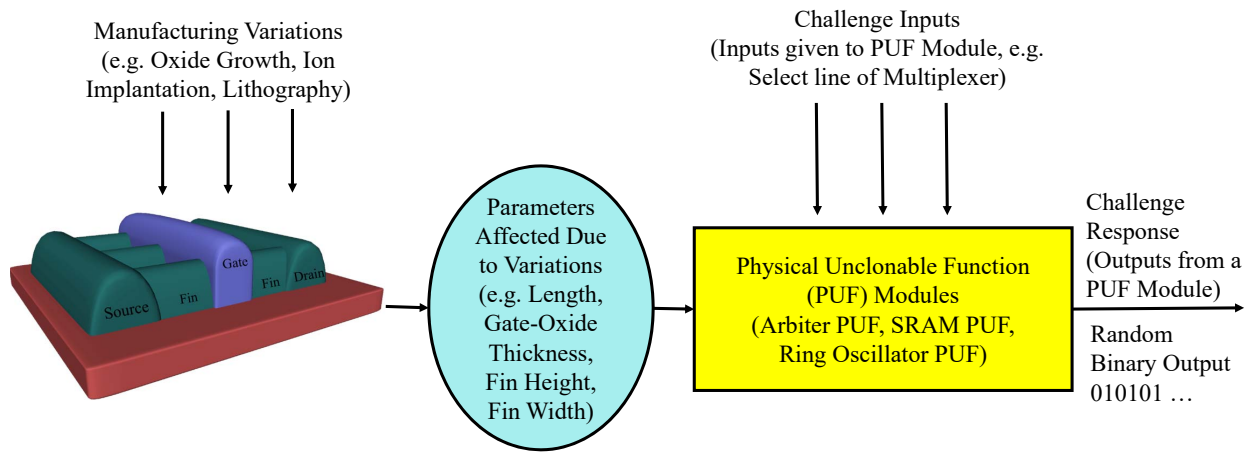 Manufacturing Variations
(e.g. Oxide Growth, Ion
Implantation, Lithography)
Source
Fin
Gate
Fin
Drain
Parameters
Affected Due
to Variations
(e.g. Length,
Gate-Oxide
Thickness,
Fin Height,
Fin Width)
Challenge Inputs
(Inputs given to PUF Module, e.g.
Select line of Multiplexer)
Physical Unclonable Function
(PUF) Modules
(Arbiter PUF, SRAM PUF,
Ring Oscillator PUF)
Challenge
Response
(Outputs from a
PUF Module)
Random
Binary Output
010101 ...